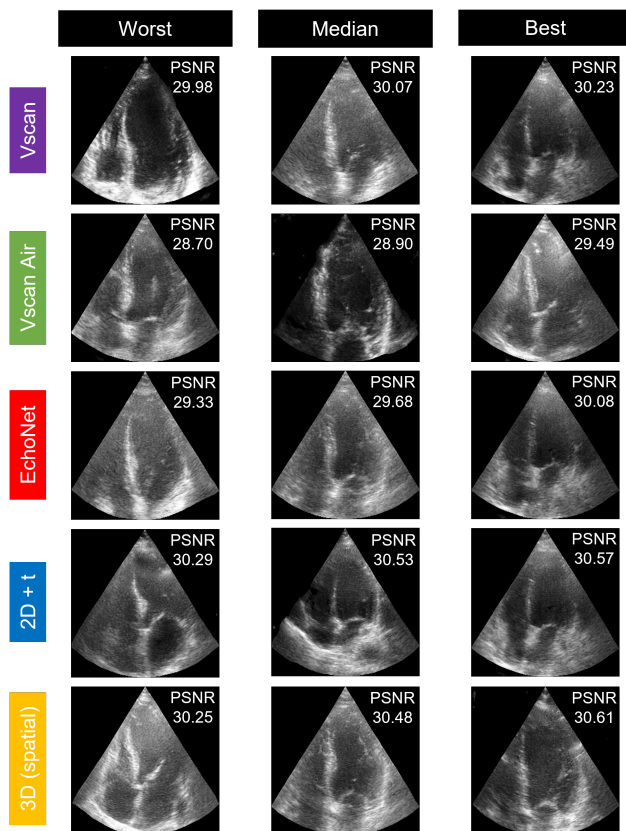 Worst
Median
Best
Vscan
PSNR
29.98
PSNR
30.07
PSNR
30.23
Vscan Air
PSNR
28.70
PSNR
28.90
PSNR
29.49
EchoNet
PSNR
29.33
PSNR
29.68
PSNR
30.08
2D + t
PSNR
30.29
PSNR
30.53
PSNR
30.57
3D (spatial)
PSNR
30.25
PSNR
30.48
PSNR
30.61